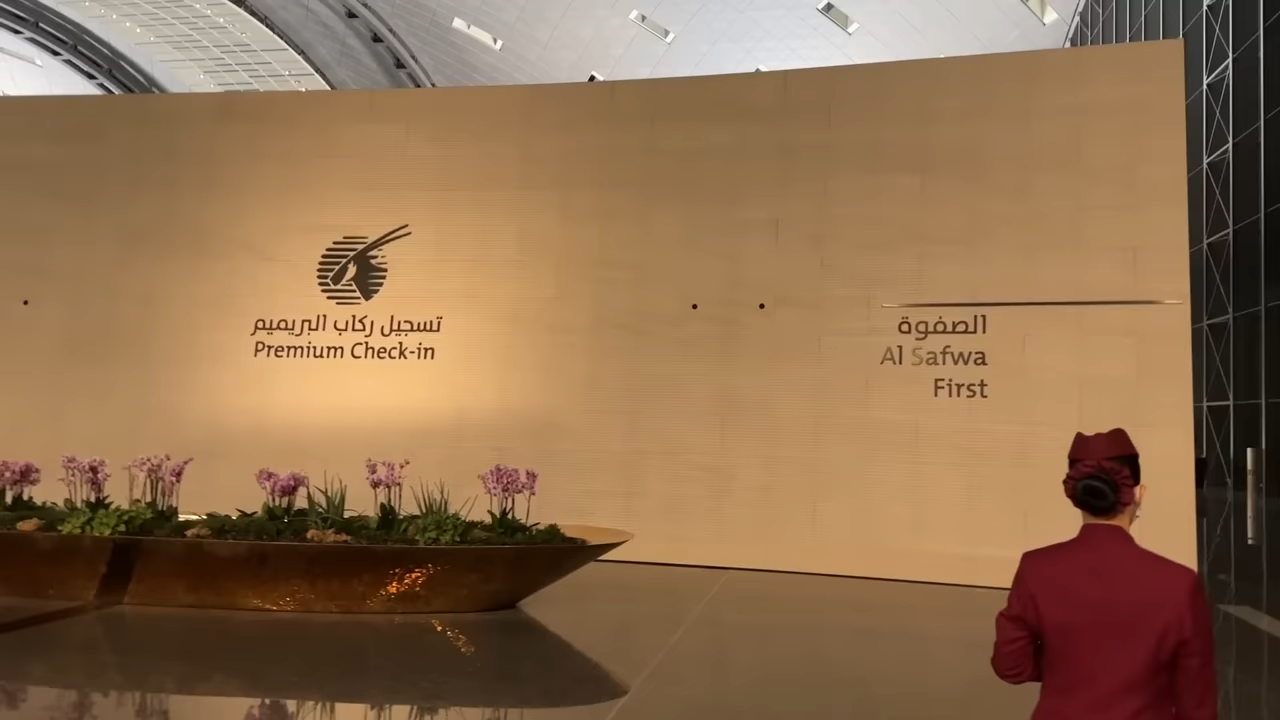 تسجيل ركاب البريميم
Premium Check-in
الصفوة
Al Safwa
First